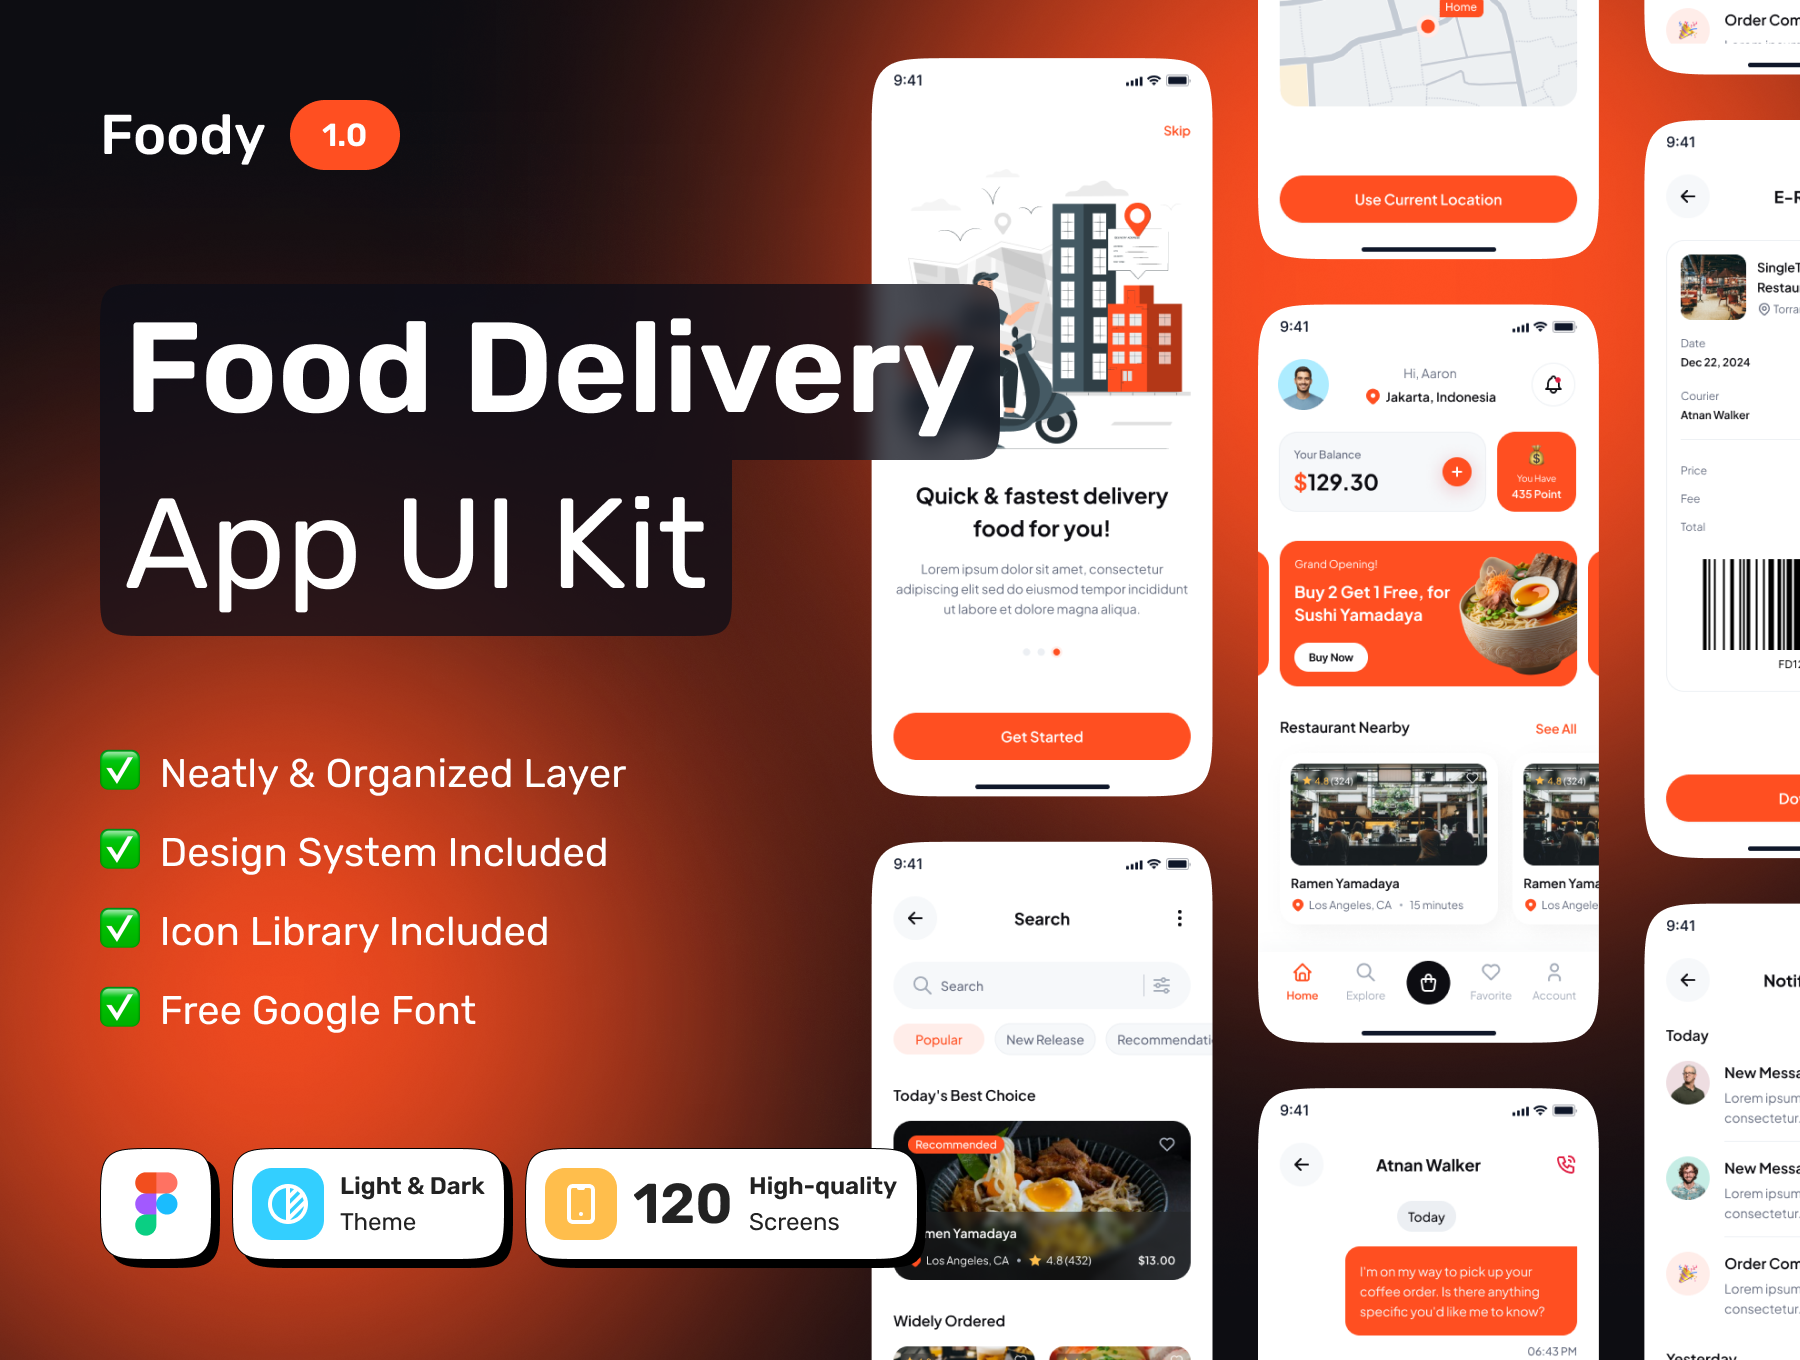 Foody
1.0
Food Delivery
App UI Kit
Neatly & Organized Layer
Design System Included
Icon Library Included
Free Google Font
Light & Dark
Theme
120
High-quality
Screens
9:41
Skip
Quick & fastest delivery
food for you!
Lorem ipsum dolor sit amet, consectetur
adipiscing elit sed do eiusmod tempor incididunt
ut labore et dolore magna aliqua.
Get Started
9:41
Search
Search
Popular
New Release
Recommendati
Today's Best Choice
Recommended
men Yamadaya
Los Angeles, CA • 4.8 (432)
$13.00
Widely Ordered
Home
Use Current Location
9:41
Hi, Aaron
Jakarta, Indonesia
Your Balance
$129.30
You Have
435 Point
Grand Opening!
Buy 2 Get 1 Free, for
Sushi Yamadaya
Buy Now
Restaurant Nearby
See All
4.8 (324)
Ramen Yamadaya
Los Angeles, CA • 15 minutes
4.8 (324)
Ramen Yama
Los Angele
Home
Explore
Favorite
Account
9:41
Atnan Walker
Today
I'm on my way to pick up your
coffee order. Is there anything
specific you'd like me to know?
06:43 PM
Order Com
9:41
E-R
SingleT
Restau
Torra
Date
Dec 22, 2024
Courier
Atnan Walker
Price
Fee
Total
FD12
Do
9:41
Notif
Today
New Messa
Lorem ipsum
consectetur.
New Messa
Lorem ipsum
consectetur.
Order Com
Lorem ipsum
consectetur.
Yesterday